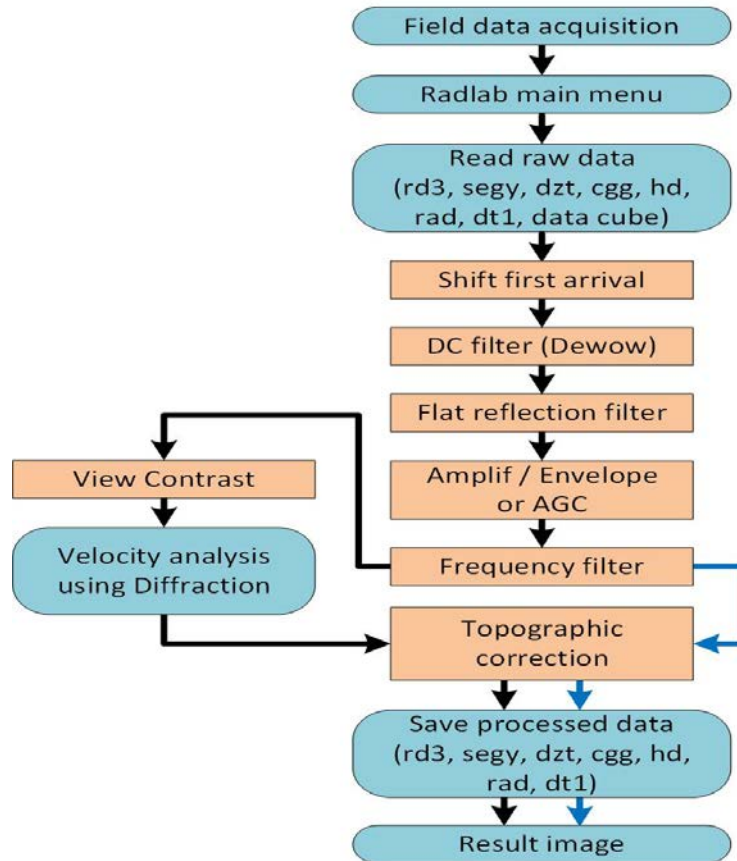 Field data acquisition
Radlab main menu
Read raw data
(rd3, segy, dzt, cgg, hd,
rad, dt1, data cube)
Shift first arrival
DC filter (Dewow)
Flat reflection filter
Amplif / Envelope
or AGC
Frequency filter
View Contrast
Velocity analysis
using Diffraction
Topographic
correction
Save processed data
(rd3, segy, dzt, cgg, hd,
rad, dt1)
Result image